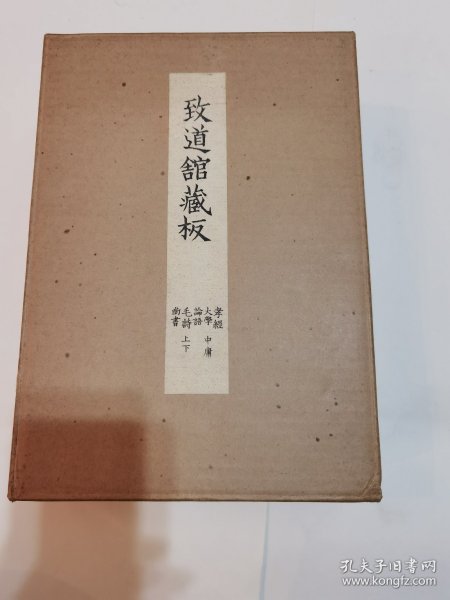 致道舘藏板
孝經
大學 中庸
論語
毛詩 上下
尚書
孔夫子旧书网
www.kongfz.com